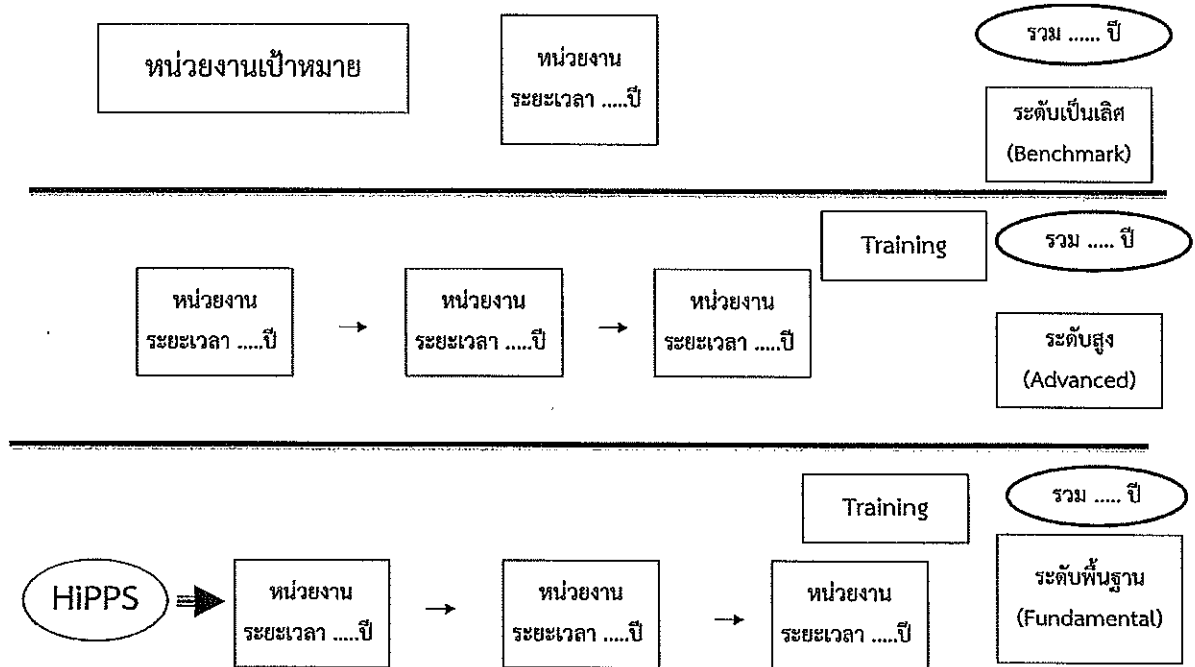 หน่วยงานเป้าหมาย
หน่วยงาน
ระยะเวลา .....ปี
รวม ...... ปี
ระดับเป็นเลิศ
(Benchmark)
Training
รวม ..... ปี
หน่วยงาน
ระยะเวลา .....ปี
→
หน่วยงาน
ระยะเวลา .....ปี
→
หน่วยงาน
ระยะเวลา .....ปี
ระดับสูง
(Advanced)
Training
รวม ..... ปี
HiPPS
หน่วยงาน
ระยะเวลา .....ปี
→
หน่วยงาน
ระยะเวลา .....ปี
→
หน่วยงาน
ระยะเวลา .....ปี
ระดับพื้นฐาน
(Fundamental)